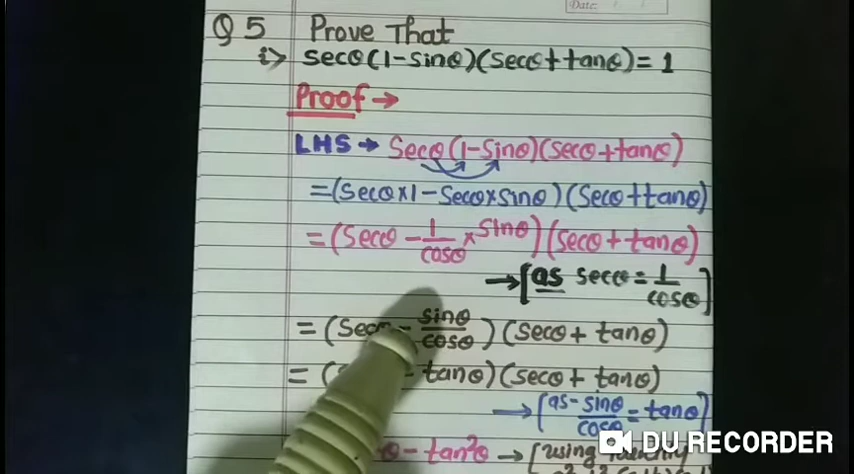 Date:
Q 5 Prove That
i> secθ(1-sinθ)(secθ+tanθ)=1
Proof →
LHS → Secθ(1-Sinθ)(secθ+tanθ)
=(Secθ×1-Secθ×sinθ)(Secθ+tanθ)
=(Secθ-1/cosθ×sinθ)(secθ+tanθ)
→[as secθ=1/cosθ]
=(Secθ-sinθ/cosθ)(secθ+tanθ)
=( - tanθ)(secθ+tanθ)
→[as-sinθ/cosθ=tanθ]
θ-tan²θ →[using identity
DU RECORDER